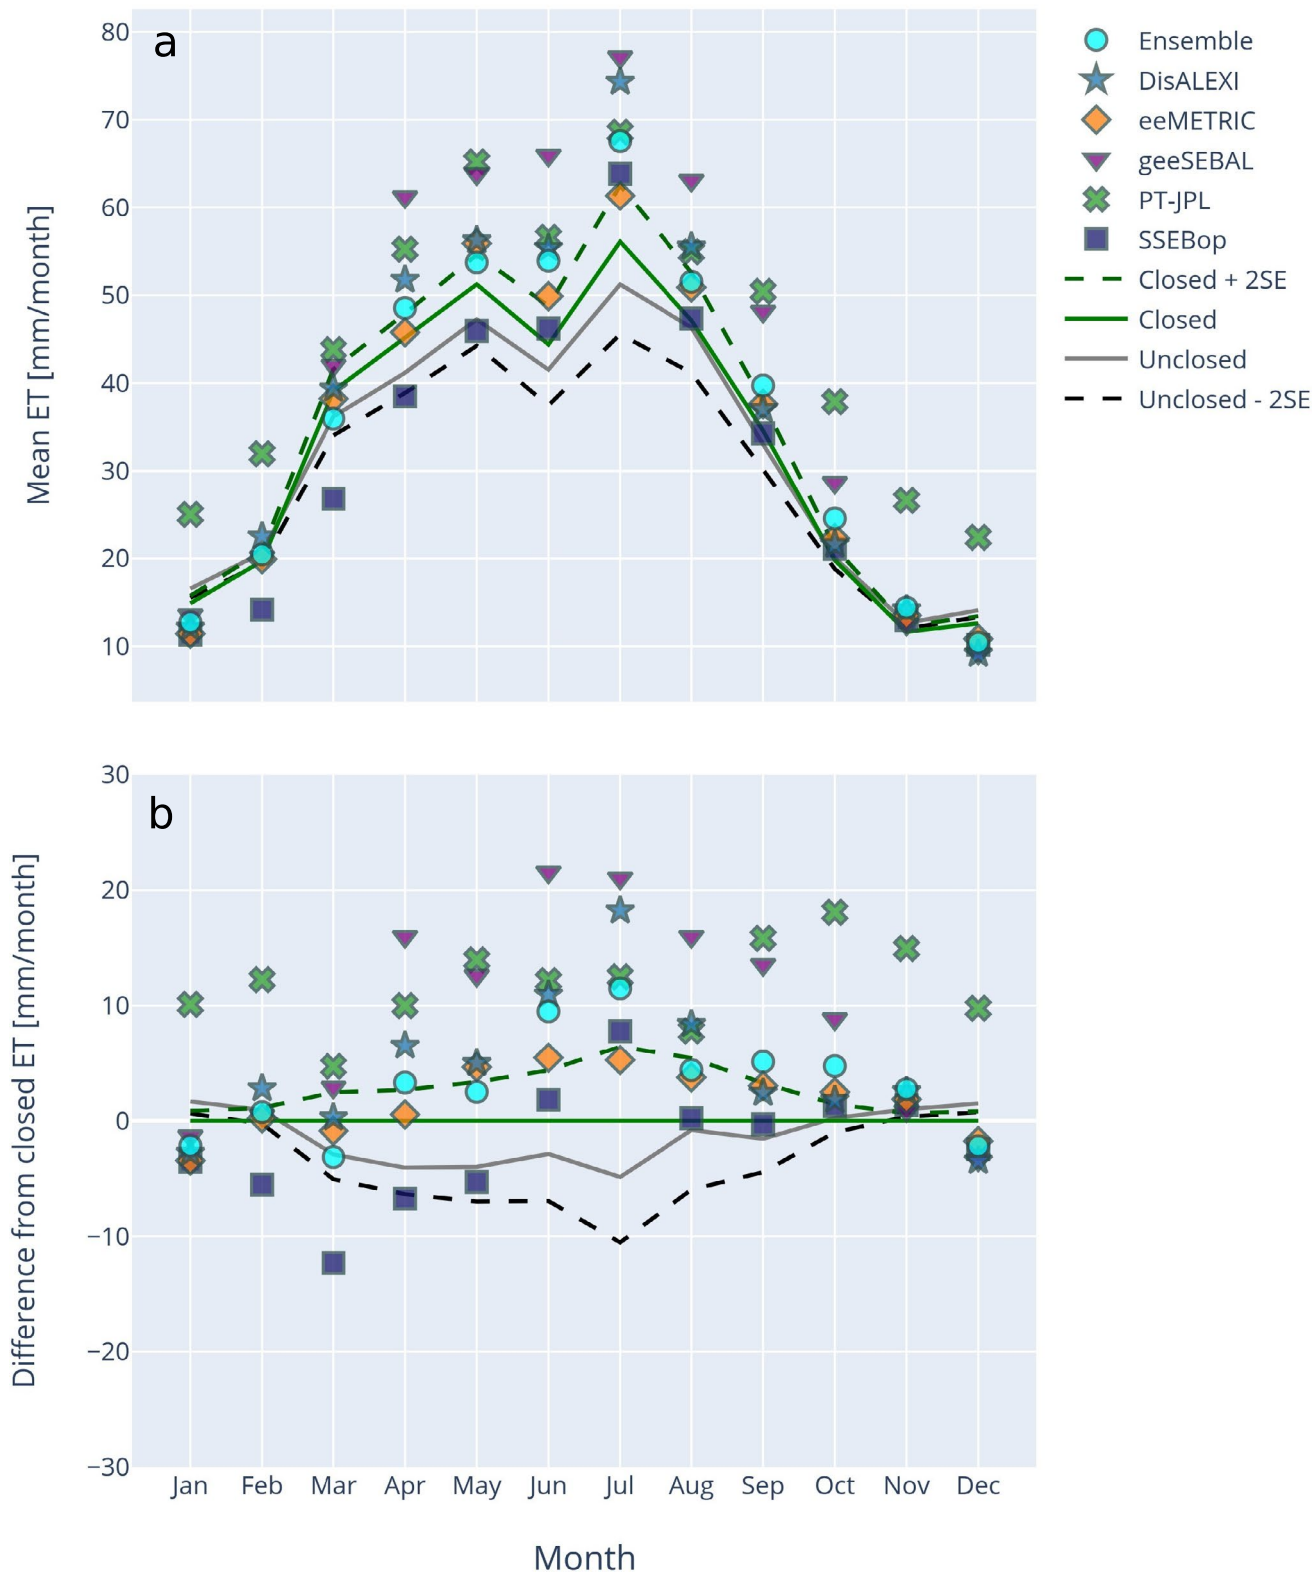 a
80
70
60
50
40
30
20
10
Mean ET [mm/month]
Ensemble
DisALEXI
eeMETRIC
geeSEBAL
PT-JPL
SSEBop
Closed + 2SE
Closed
Unclosed
Unclosed - 2SE
b
30
20
10
0
−10
−20
−30
Difference from closed ET [mm/month]
Jan Feb Mar Apr May Jun Jul Aug Sep Oct Nov Dec
Month